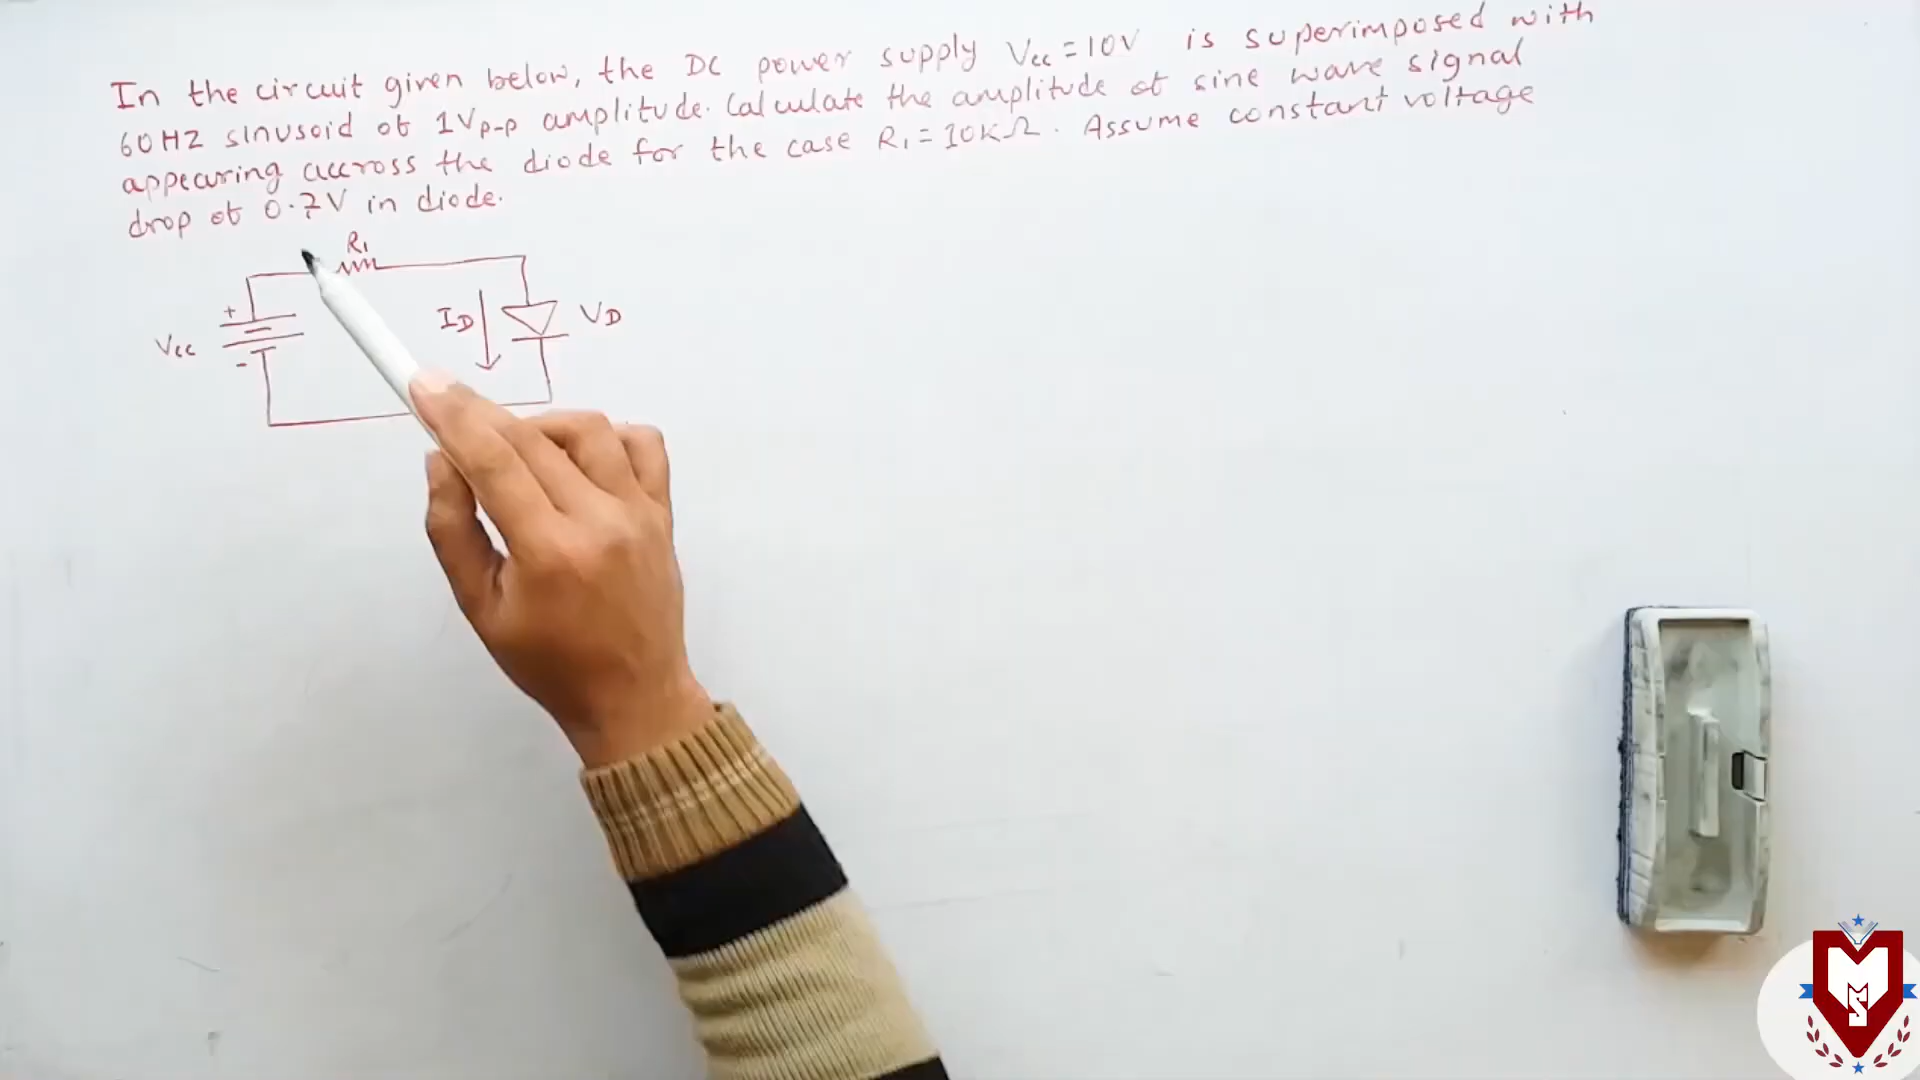 In the circuit given below, the DC power supply Vcc = 10V is superimposed with
60HZ sinusoid of 1Vp-p amplitude. Calculate the amplitude of sine wave signal
appearing accross the diode for the case R1 = 10KΩ. Assume constant voltage
drop of 0.7V in diode.
R1
+
ID
VD
Vcc
-
MS